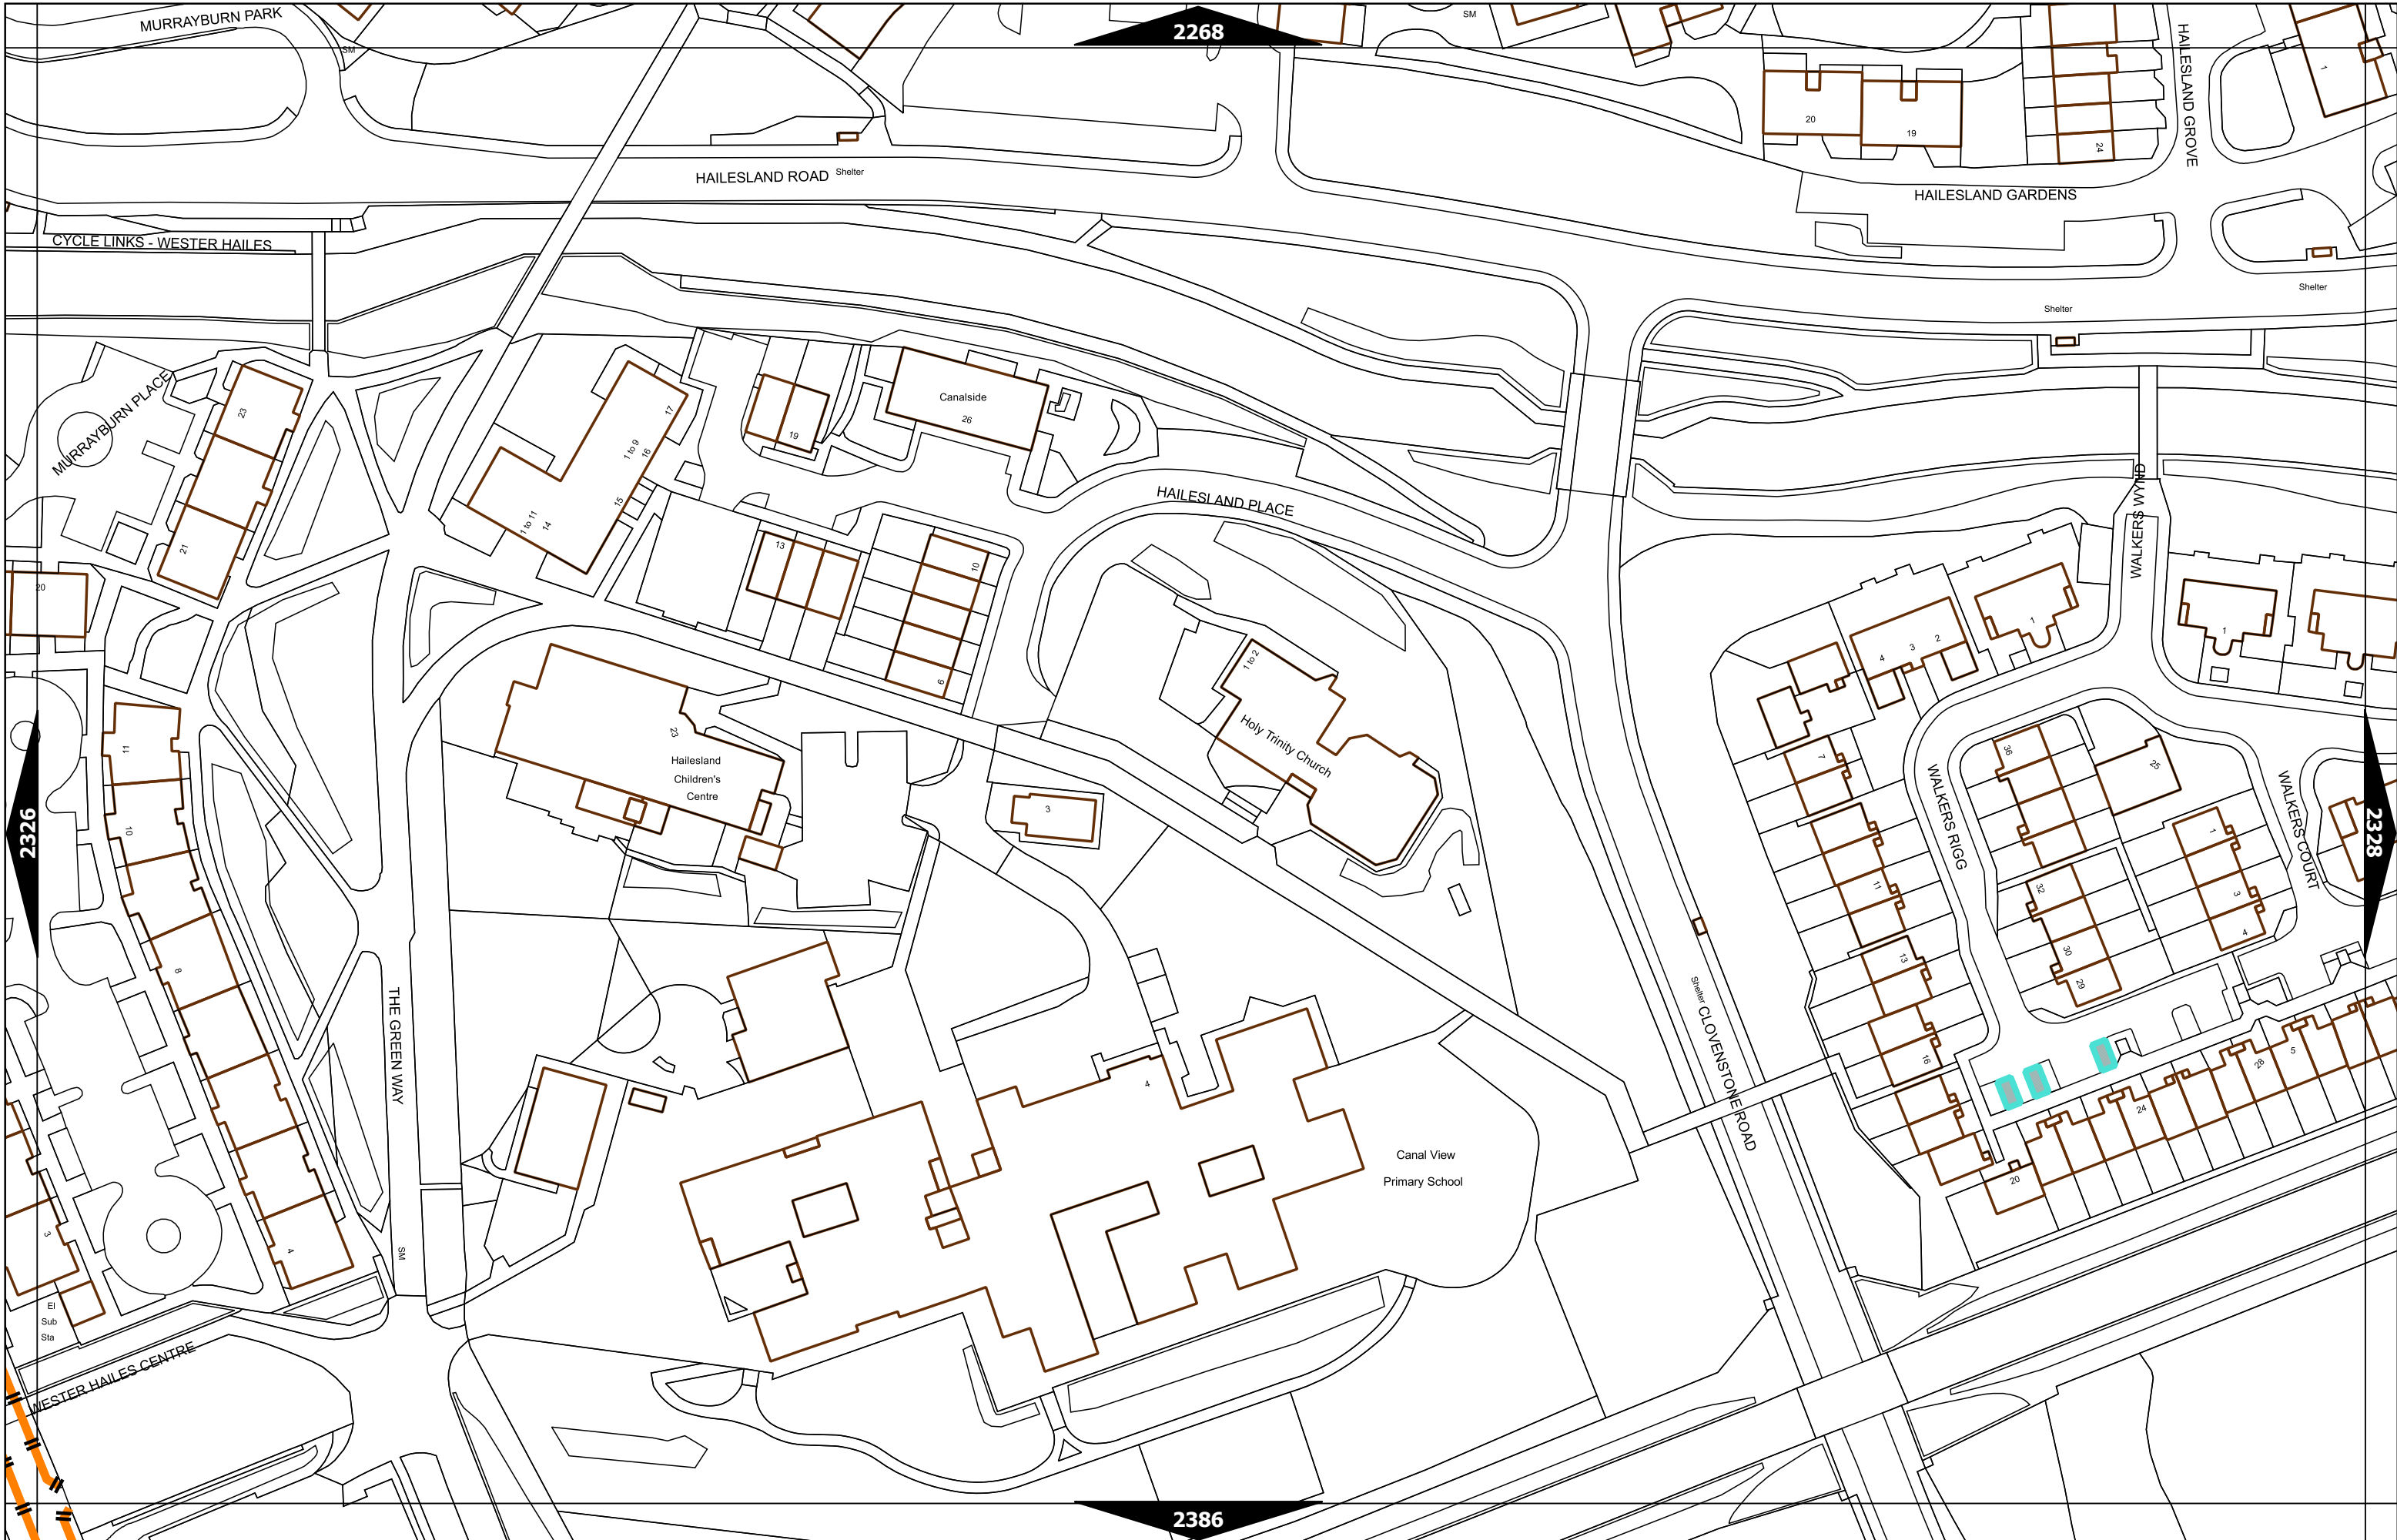 MURRAYBURN PARK
SM
2268
SM
HAILESLAND GROVE
1
20
19
24
HAILESLAND ROAD
Shelter
HAILESLAND GARDENS
CYCLE LINKS - WESTER HAILES
Shelter
Shelter
MURRAYBURN PLACE
23
21
20
17
1 to 9
16
15
1 to 11
14
19
Canalside
26
HAILESLAND PLACE
13
10
6
WALKERS WYND
1
1
2
3
4
1 to 2
Holy Trinity Church
23
Hailesland
Children's
Centre
3
11
10
8
4
3
2326
2328
7
11
13
16
WALKERS RIGG
36
25
32
30
29
1
3
4
WALKERS COURT
THE GREEN WAY
SM
4
Shelter
CLOVENSTONE ROAD
Canal View
Primary School
20
24
28
5
El
Sub
Sta
WESTER HAILES CENTRE
2386